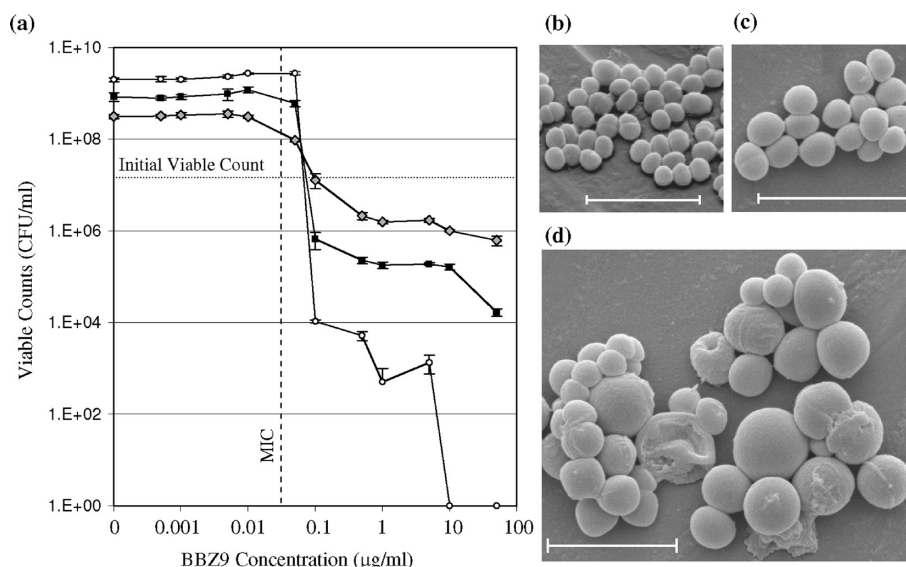 (a)
1.E+10
1.E+08
1.E+06
1.E+04
1.E+02
1.E+00
Viable Counts (CFU/ml)
Initial Viable Count
MIC
0 0.001 0.01 0.1 1 10 100
BBZ9 Concentration (µg/ml)
(b)
(c)
(d)